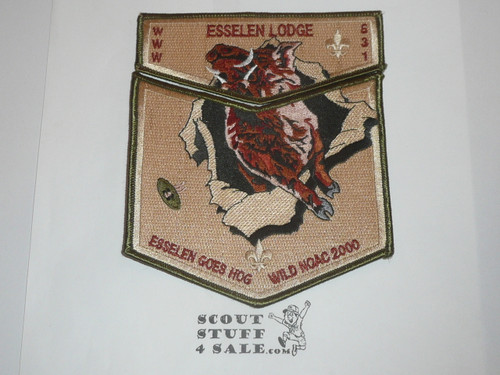 ESSELEN LODGE
WWW
531
ESSELEN GOES HOG WILD NOAC 2000
SCOUT
STUFF
4 SALE.com